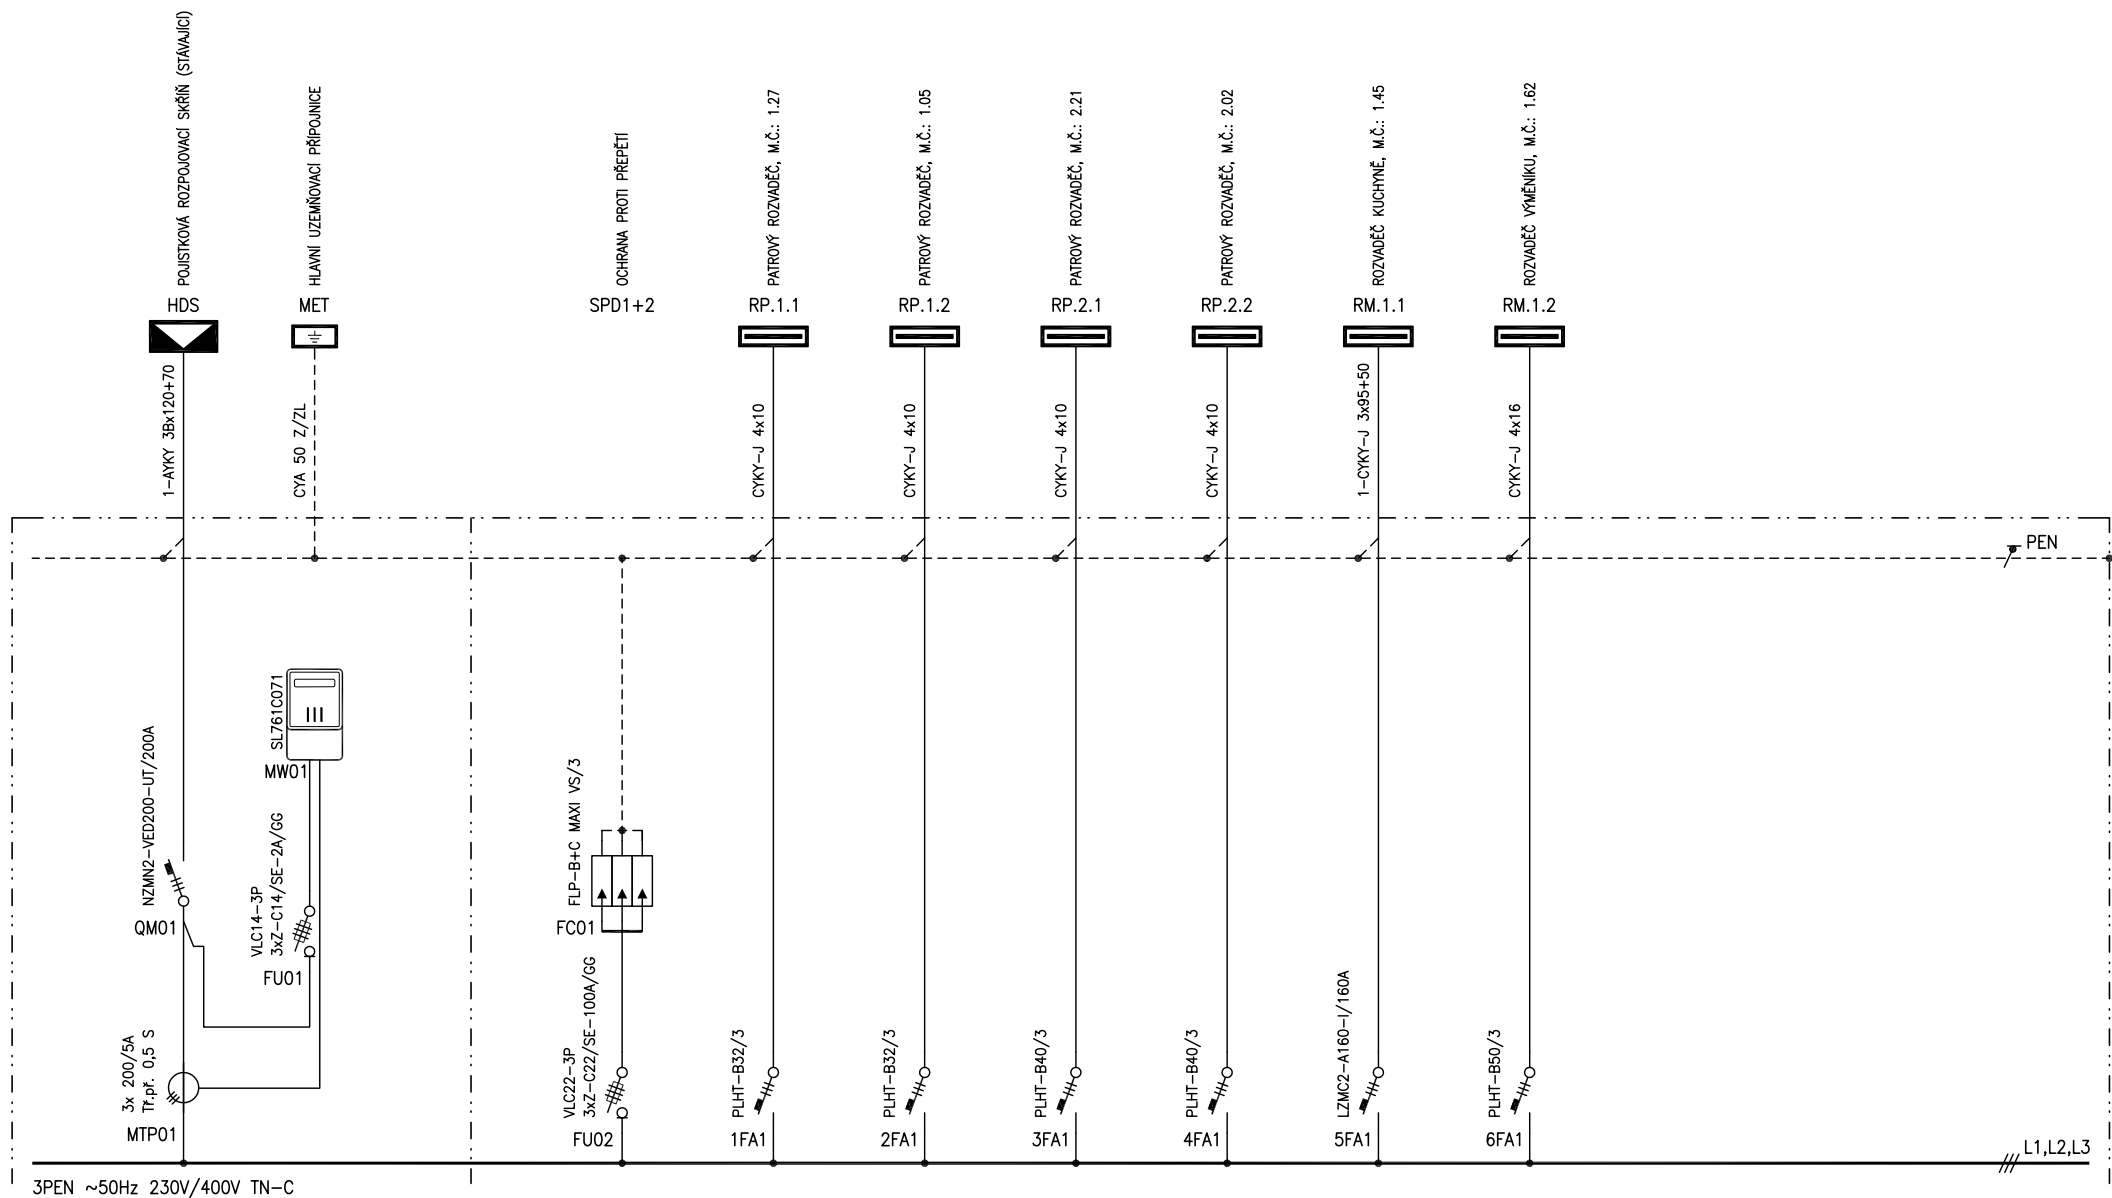 POJISTKOVÁ ROZPOJOVACÍ SKŘÍŇ (STÁVAJÍCÍ)
HLAVNÍ UZEMŇOVACÍ PŘÍPOJNICE
OCHRANA PROTI PŘEPĚTÍ
PATROVÝ ROZVADĚČ, M.Č.: 1.27
PATROVÝ ROZVADĚČ, M.Č.: 1.05
PATROVÝ ROZVADĚČ, M.Č.: 2.21
PATROVÝ ROZVADĚČ, M.Č.: 2.02
ROZVADĚČ KUCHYNĚ, M.Č.: 1.45
ROZVADĚČ VÝMĚNÍKU, M.Č.: 1.62
HDS
MET
SPD1+2
RP.1.1
RP.1.2
RP.2.1
RP.2.2
RM.1.1
RM.1.2
1-AYKY 3Bx120+70
CYA 50 Z/ZL
CYKY-J 4x10
CYKY-J 4x10
CYKY-J 4x10
CYKY-J 4x10
1-CYKY-J 3x95+50
CYKY-J 4x16
PEN
SL761C071
MW01
NZMN2-VED200-UT/200A
QM01
VLC14-3P
3xZ-C14/SE-2A/GG
FU01
FLP-B+C MAXI VS/3
FC01
3x 200/5A
Tř.př. 0,5 S
MTP01
VLC22-3P
3xZ-C22/SE-100A/GG
FU02
PLHT-B32/3
1FA1
PLHT-B32/3
2FA1
PLHT-B40/3
3FA1
PLHT-B40/3
4FA1
LZMC2-A160-I/160A
5FA1
PLHT-B50/3
6FA1
L1,L2,L3
3PEN ~50Hz 230V/400V TN-C